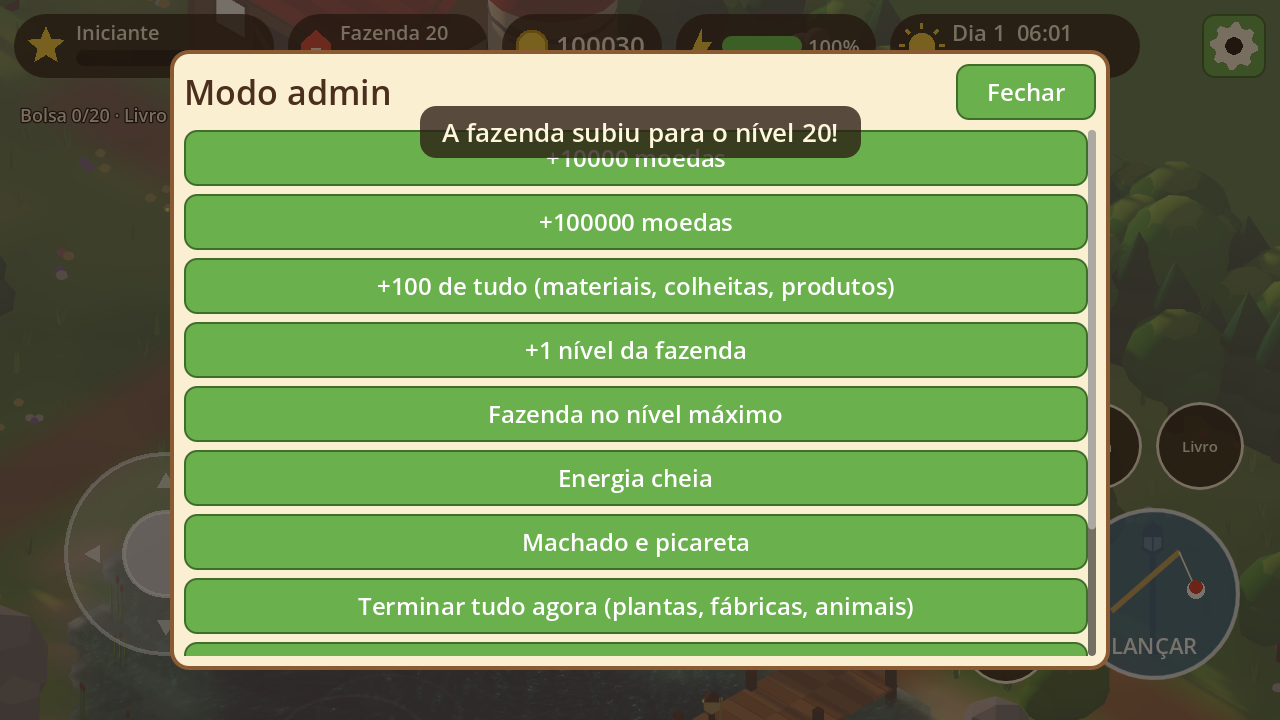 Iniciante
Fazenda 20
100030
100%
Dia 1 06:01
Bolsa 0/20 · Livro
Modo admin
Fechar
A fazenda subiu para o nível 20!
+10000 moedas
+100000 moedas
+100 de tudo (materiais, colheitas, produtos)
+1 nível da fazenda
Fazenda no nível máximo
Energia cheia
Machado e picareta
Terminar tudo agora (plantas, fábricas, animais)
Livro
LANÇAR